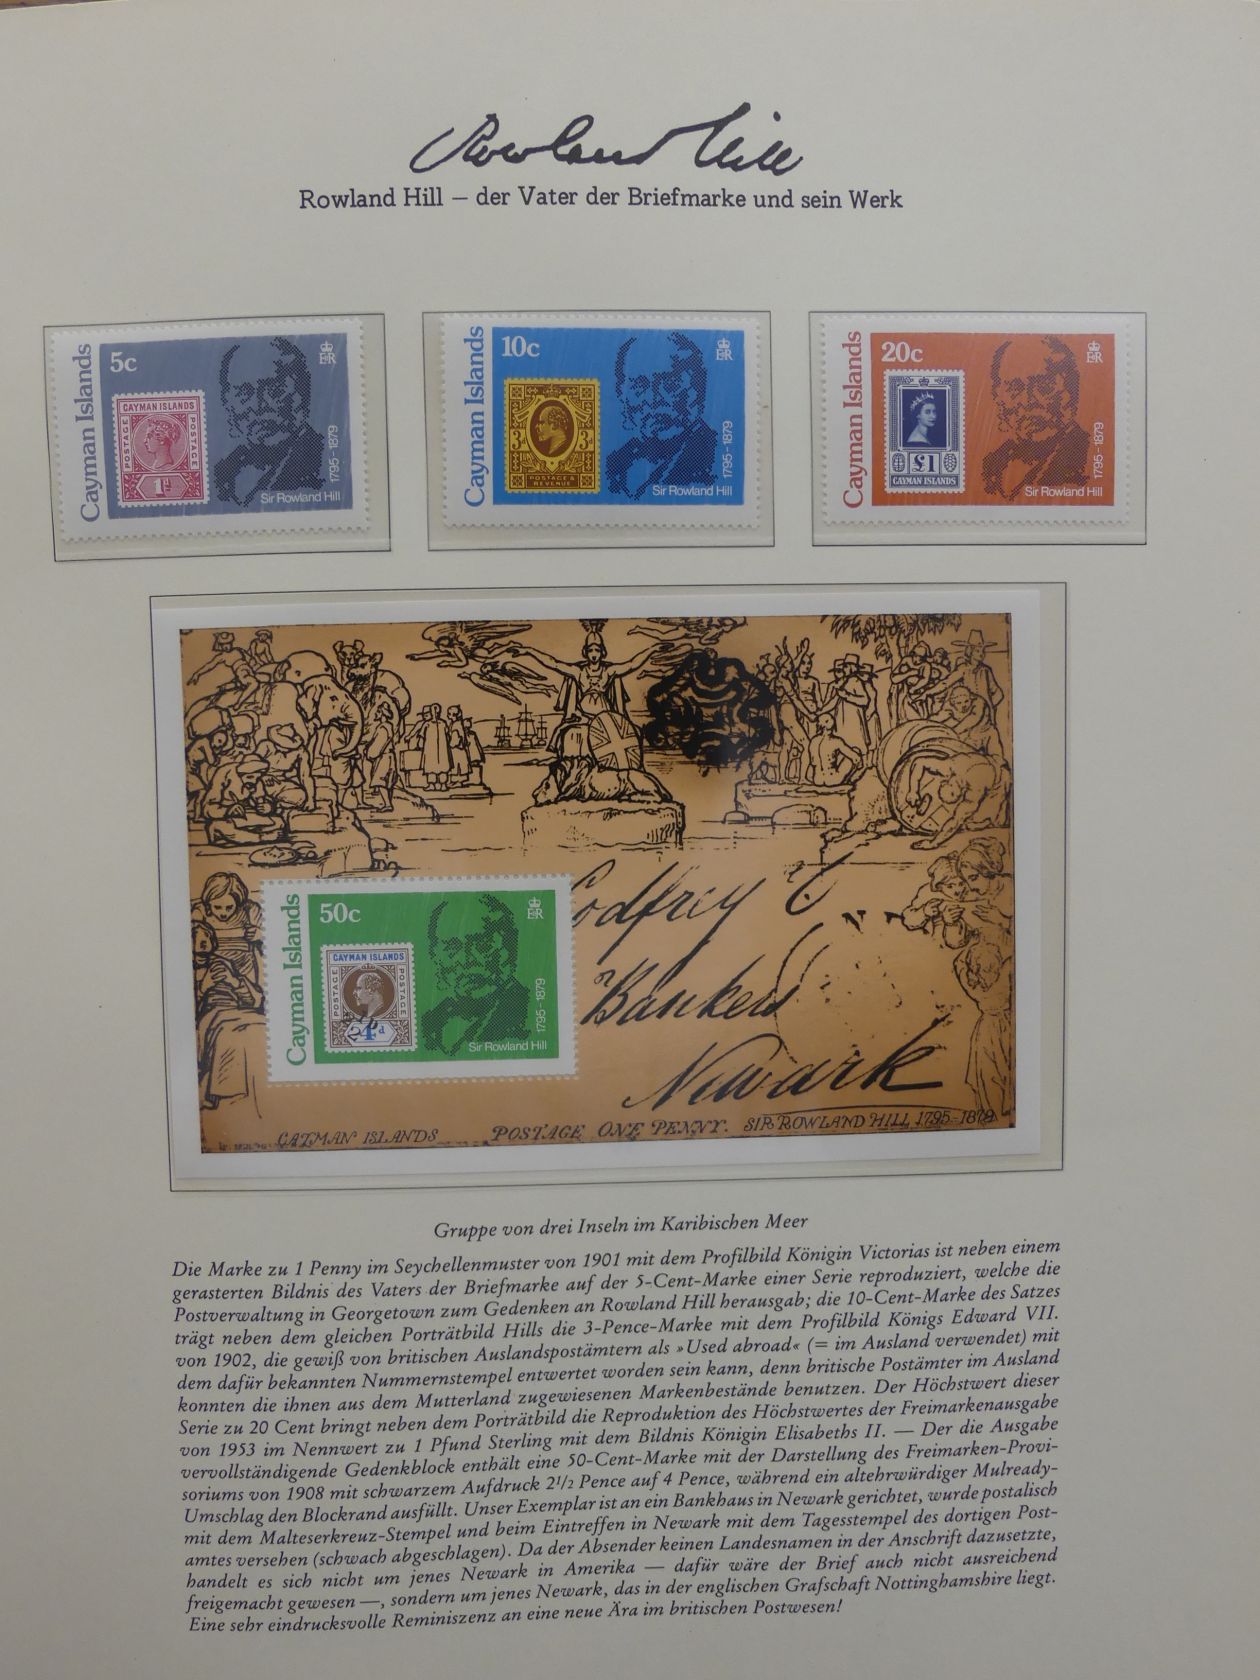 Rowland Hill
Rowland Hill – der Vater der Briefmarke und sein Werk
Cayman Islands
5c
E II R
CAYMAN ISLANDS
POSTAGE
POSTAGE
1d
1795-1879
Sir Rowland Hill
Cayman Islands
10c
E II R
3d
3d
POSTAGE &
REVENUE
1795-1879
Sir Rowland Hill
Cayman Islands
20c
E II R
£1
CAYMAN ISLANDS
1795-1879
Sir Rowland Hill
Cayman Islands
50c
E II R
CAYMAN ISLANDS
POSTAGE
POSTAGE
4d
1795-1879
Sir Rowland Hill
Godfrey
Bankers
Newark
CAYMAN ISLANDS POSTAGE ONE PENNY. SIR ROWLAND HILL 1795-1879
Gruppe von drei Inseln im Karibischen Meer
Die Marke zu 1 Penny im Seychellenmuster von 1901 mit dem Profilbild Königin Victorias ist neben einem
gerasterten Bildnis des Vaters der Briefmarke auf der 5-Cent-Marke einer Serie reproduziert, welche die
Postverwaltung in Georgetown zum Gedenken an Rowland Hill herausgab; die 10-Cent-Marke des Satzes
trägt neben dem gleichen Porträtbild Hills die 3-Pence-Marke mit dem Profilbild Königs Edward VII.
von 1902, die gewiß von britischen Auslandspostämtern als »Used abroad« (= im Ausland verwendet) mit
dem dafür bekannten Nummernstempel entwertet worden sein kann, denn britische Postämter im Ausland
konnten die ihnen aus dem Mutterland zugewiesenen Markenbestände benutzen. Der Höchstwert dieser
Serie zu 20 Cent bringt neben dem Porträtbild die Reproduktion des Höchstwertes der Freimarkenausgabe
von 1953 im Nennwert zu 1 Pfund Sterling mit dem Bildnis Königin Elisabeths II. — Der die Ausgabe
vervollständigende Gedenkblock enthält eine 50-Cent-Marke mit der Darstellung des Freimarken-Provi-
soriums von 1908 mit schwarzem Aufdruck 2½ Pence auf 4 Pence, während ein altehrwürdiger Mulready-
Umschlag den Blockrand ausfüllt. Unser Exemplar ist an ein Bankhaus in Newark gerichtet, wurde postalisch
mit dem Malteserkreuz-Stempel und beim Eintreffen in Newark mit dem Tagesstempel des dortigen Post-
amtes versehen (schwach abgeschlagen). Da der Absender keinen Landesnamen in der Anschrift dazusetzte,
handelt es sich nicht um jenes Newark in Amerika — dafür wäre der Brief auch nicht ausreichend
freigemacht gewesen —, sondern um jenes Newark, das in der englischen Grafschaft Nottinghamshire liegt.
Eine sehr eindrucksvolle Reminiszenz an eine neue Ära im britischen Postwesen!